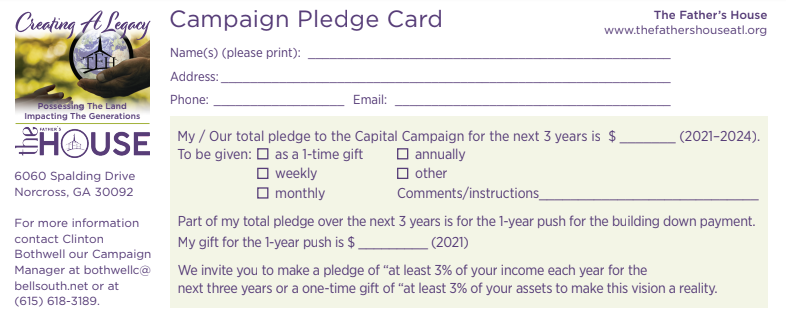 Creating A Legacy
TFH
Possessing The Land
Impacting The Generations
the FATHER'S
HOUSE
6060 Spalding Drive
Norcross, GA 30092
For more information
contact Clinton
Bothwell our Campaign
Manager at bothwellc@
bellsouth.net or at
(615) 618-3189.
Campaign Pledge Card
The Father's House
www.thefathershouseatl.org
Name(s) (please print):
Address:
Phone: Email:
My / Our total pledge to the Capital Campaign for the next 3 years is $ ________ (2021–2024).
To be given: ☐ as a 1-time gift ☐ annually
☐ weekly ☐ other
☐ monthly Comments/instructions
Part of my total pledge over the next 3 years is for the 1-year push for the building down payment.
My gift for the 1-year push is $ __________ (2021)
We invite you to make a pledge of “at least 3% of your income each year for the
next three years or a one-time gift of “at least 3% of your assets to make this vision a reality.